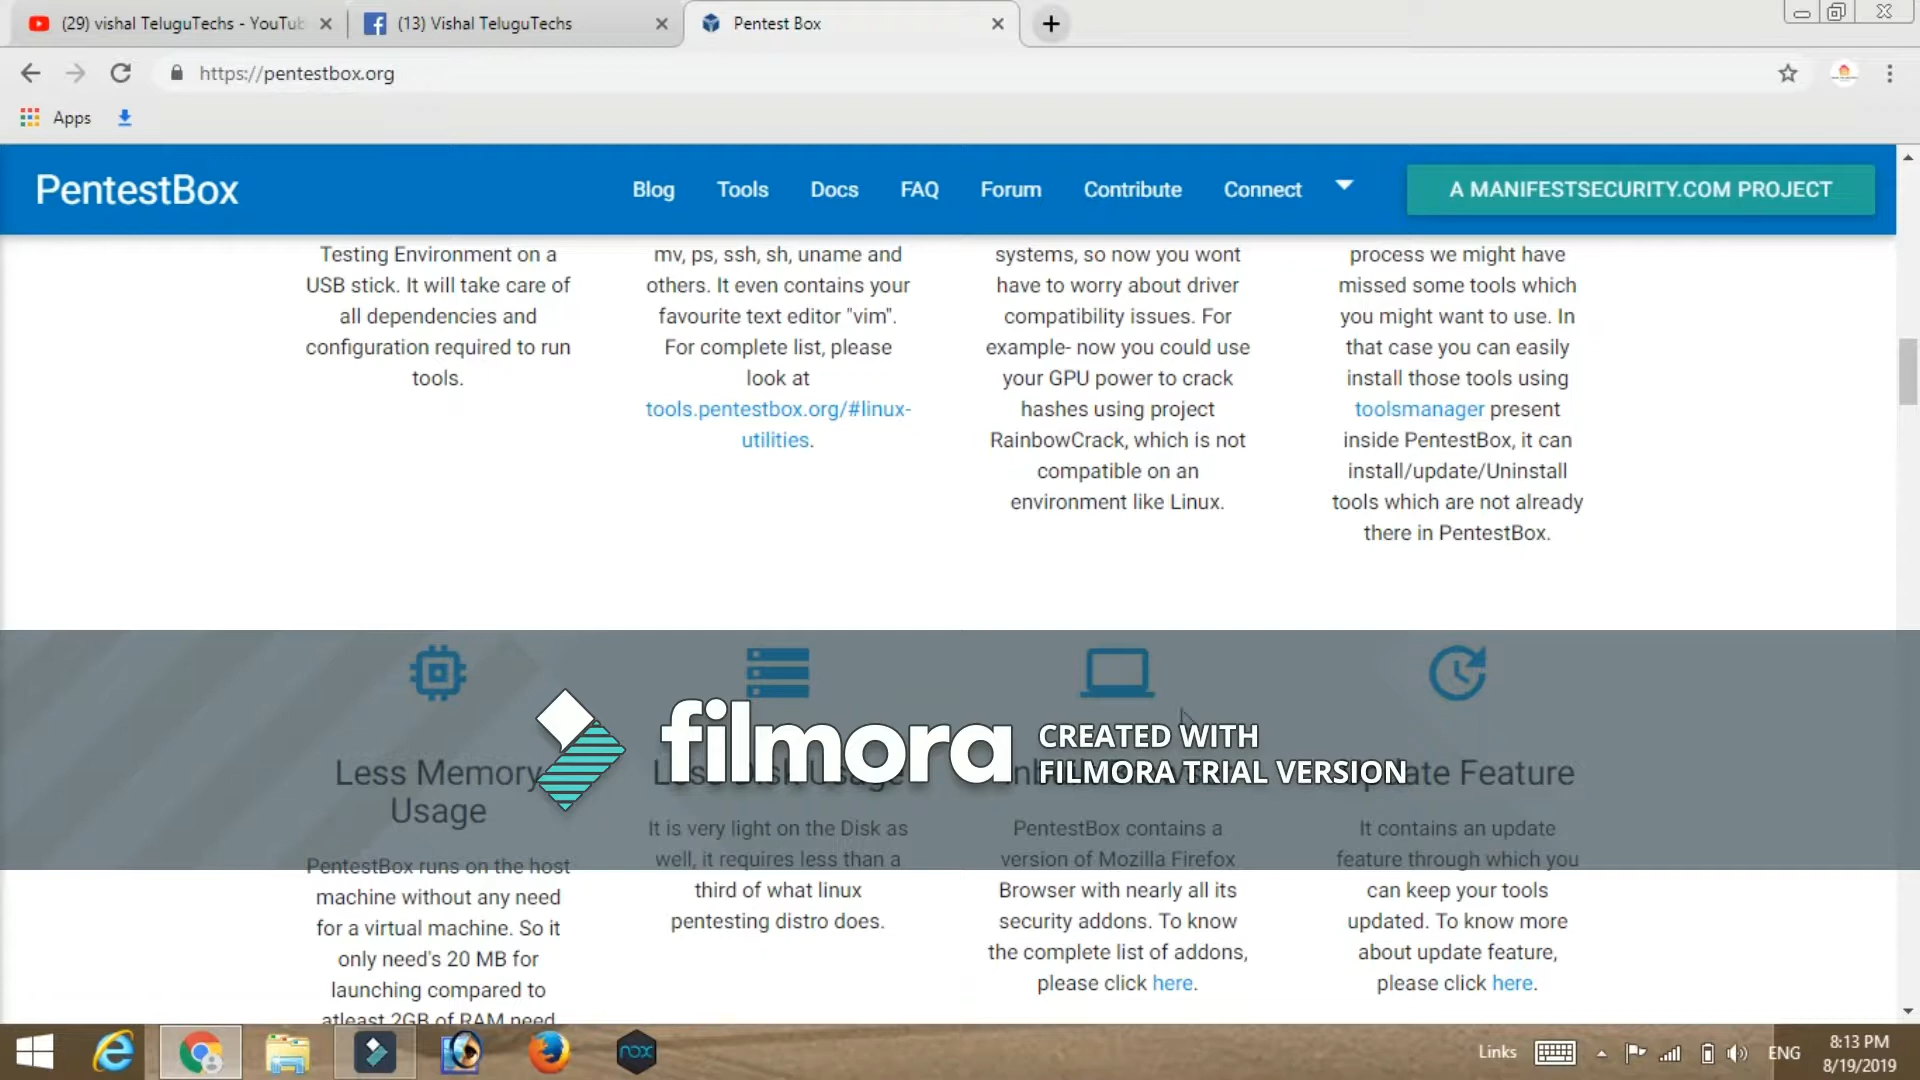 (29) vishal TeluguTechs - YouTub
(13) Vishal TeluguTechs
Pentest Box
https://pentestbox.org
Apps
PentestBox
Blog
Tools
Docs
FAQ
Forum
Contribute
Connect
A MANIFESTSECURITY.COM PROJECT
Testing Environment on a
USB stick. It will take care of
all dependencies and
configuration required to run
tools.
mv, ps, ssh, sh, uname and
others. It even contains your
favourite text editor "vim".
For complete list, please
look at
tools.pentestbox.org/#linux-
utilities.
systems, so now you wont
have to worry about driver
compatibility issues. For
example- now you could use
your GPU power to crack
hashes using project
RainbowCrack, which is not
compatible on an
environment like Linux.
process we might have
missed some tools which
you might want to use. In
that case you can easily
install those tools using
toolsmanager present
inside PentestBox, it can
install/update/Uninstall
tools which are not already
there in PentestBox.
filmora
CREATED WITH
FILMORA TRIAL VERSION
Less Memory
Usage
PentestBox runs on the host
machine without any need
for a virtual machine. So it
only need's 20 MB for
launching compared to
atleast 2GB of RAM need
It is very light on the Disk as
well, it requires less than a
third of what linux
pentesting distro does.
PentestBox contains a
version of Mozilla Firefox
Browser with nearly all its
security addons. To know
the complete list of addons,
please click here.
Feature
It contains an update
feature through which you
can keep your tools
updated. To know more
about update feature,
please click here.
nox
Links
ENG
8:13 PM
8/19/2019